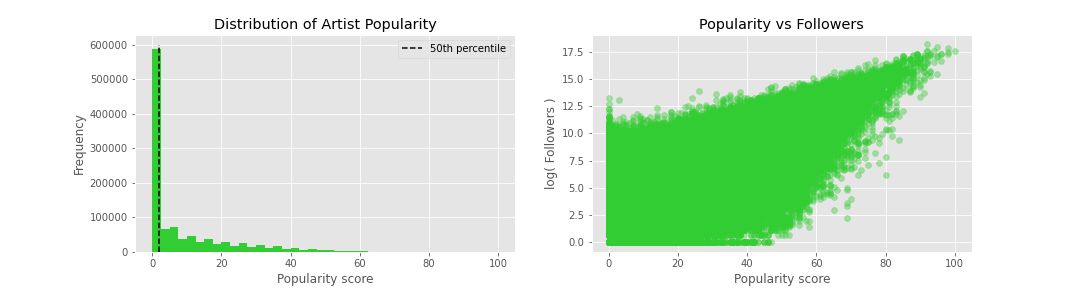 Distribution of Artist Popularity
600000
500000
400000
300000
200000
100000
0
Frequency
50th percentile
0 20 40 60 80 100
Popularity score
Popularity vs Followers
17.5
15.0
12.5
10.0
7.5
5.0
2.5
0.0
log( Followers )
0 20 40 60 80 100
Popularity score